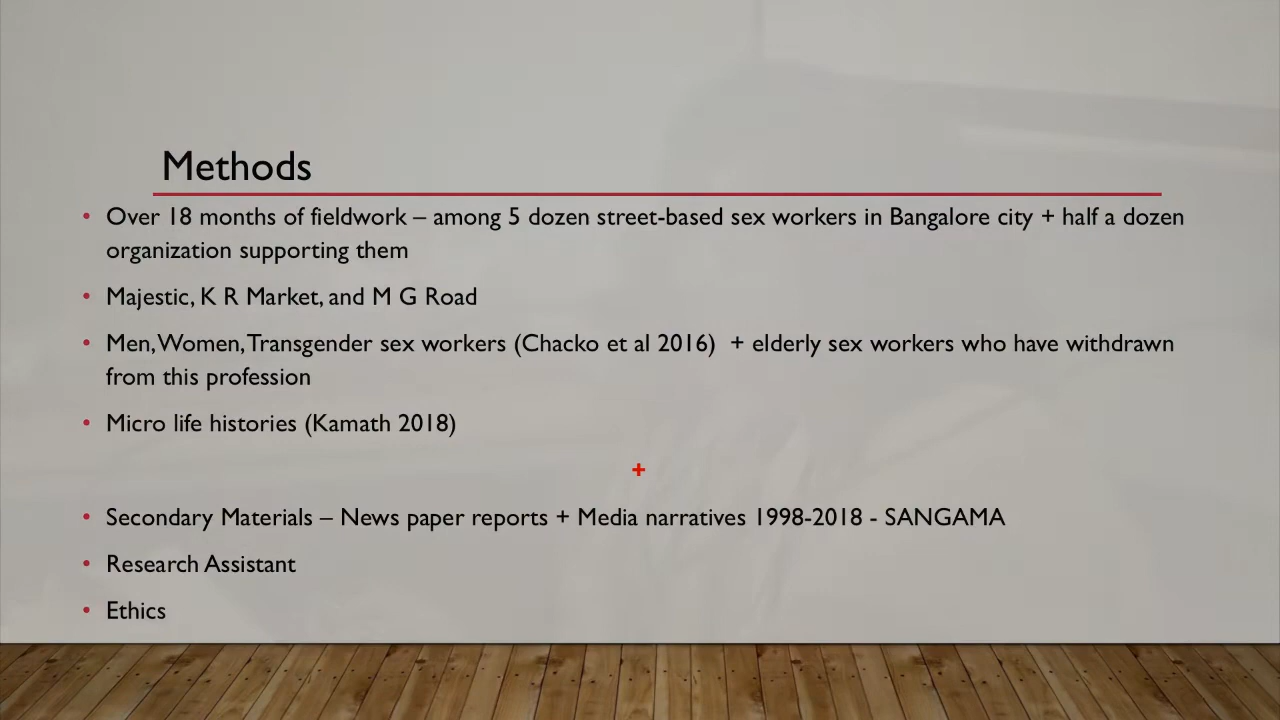 Methods
• Over 18 months of fieldwork – among 5 dozen street-based sex workers in Bangalore city + half a dozen
organization supporting them
• Majestic, K R Market, and M G Road
• Men, Women, Transgender sex workers (Chacko et al 2016)  + elderly sex workers who have withdrawn
from this profession
• Micro life histories (Kamath 2018)
+
• Secondary Materials – News paper reports + Media narratives 1998-2018 - SANGAMA
• Research Assistant
• Ethics